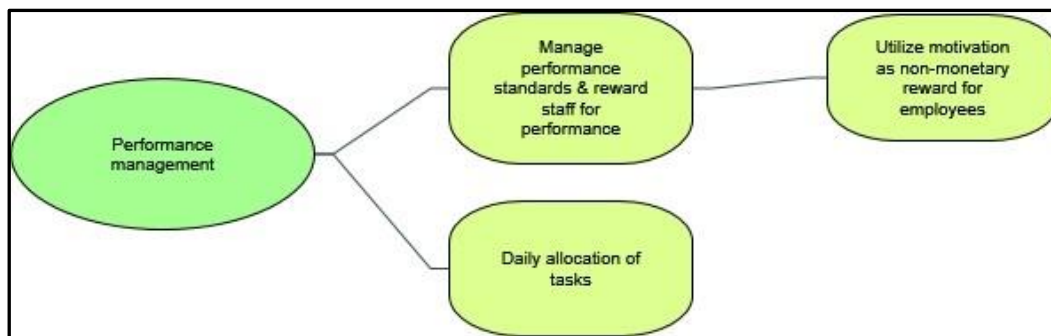 Performance
management
Manage
performance
standards & reward
staff for
performance
Utilize motivation
as non-monetary
reward for
employees
Daily allocation of
tasks